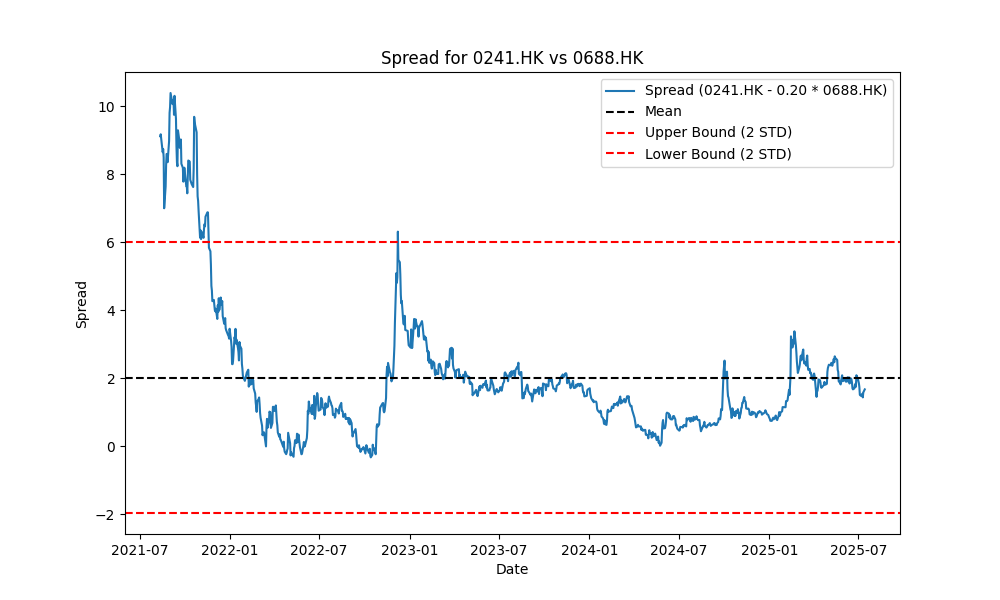 Spread for 0241.HK vs 0688.HK
Spread (0241.HK - 0.20 * 0688.HK)
Mean
Upper Bound (2 STD)
Lower Bound (2 STD)
Spread
10
8
6
4
2
0
−2
2021-07
2022-01
2022-07
2023-01
2023-07
2024-01
2024-07
2025-01
2025-07
Date